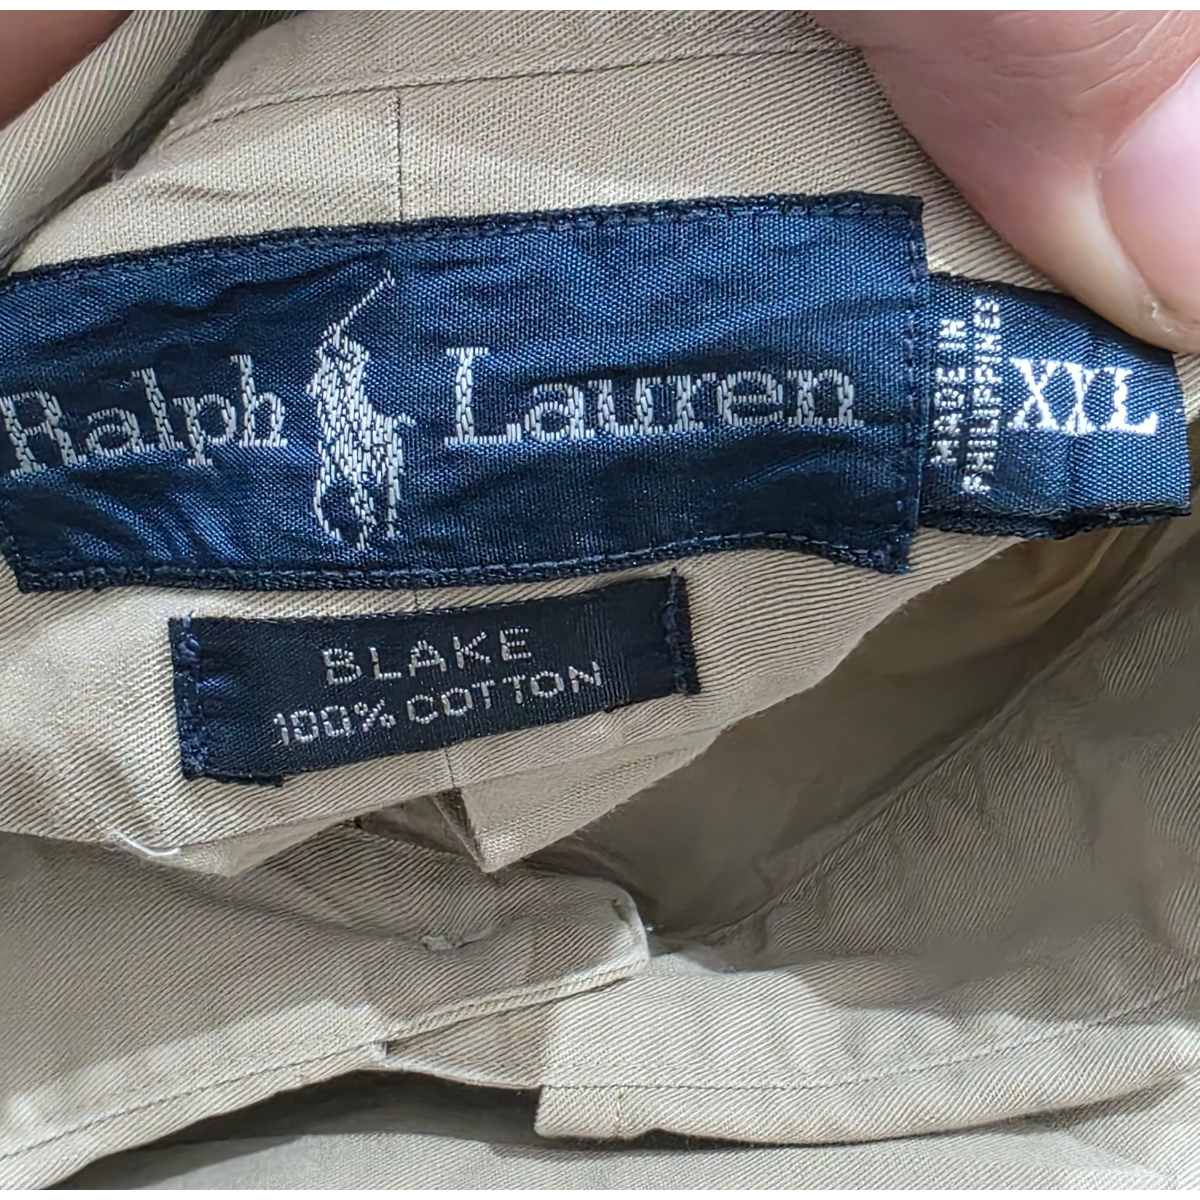 Ralph Lauren
MADE IN
PHILIPPINES
XXL
BLAKE
100% COTTON